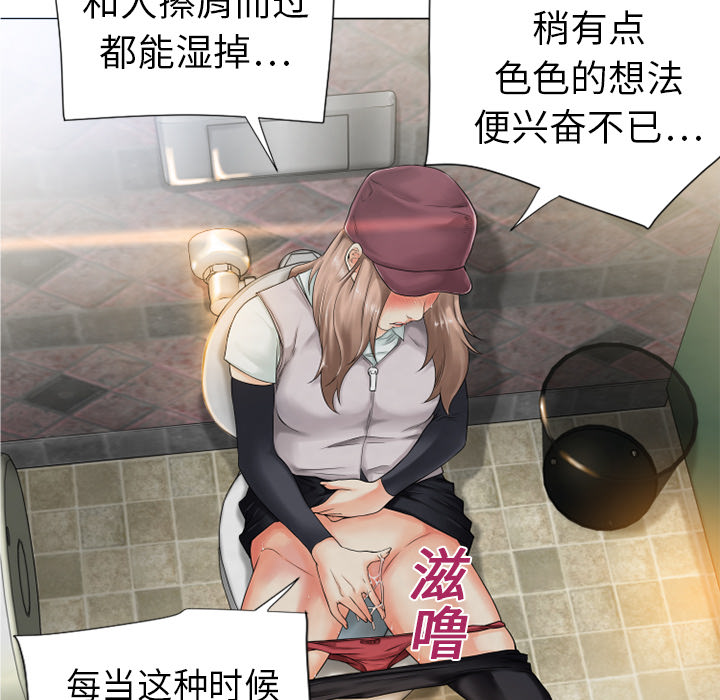 和人擦肩而过
都能湿掉...
稍有点
色色的想法
便兴奋不已...
滋
噜
每当这种时候